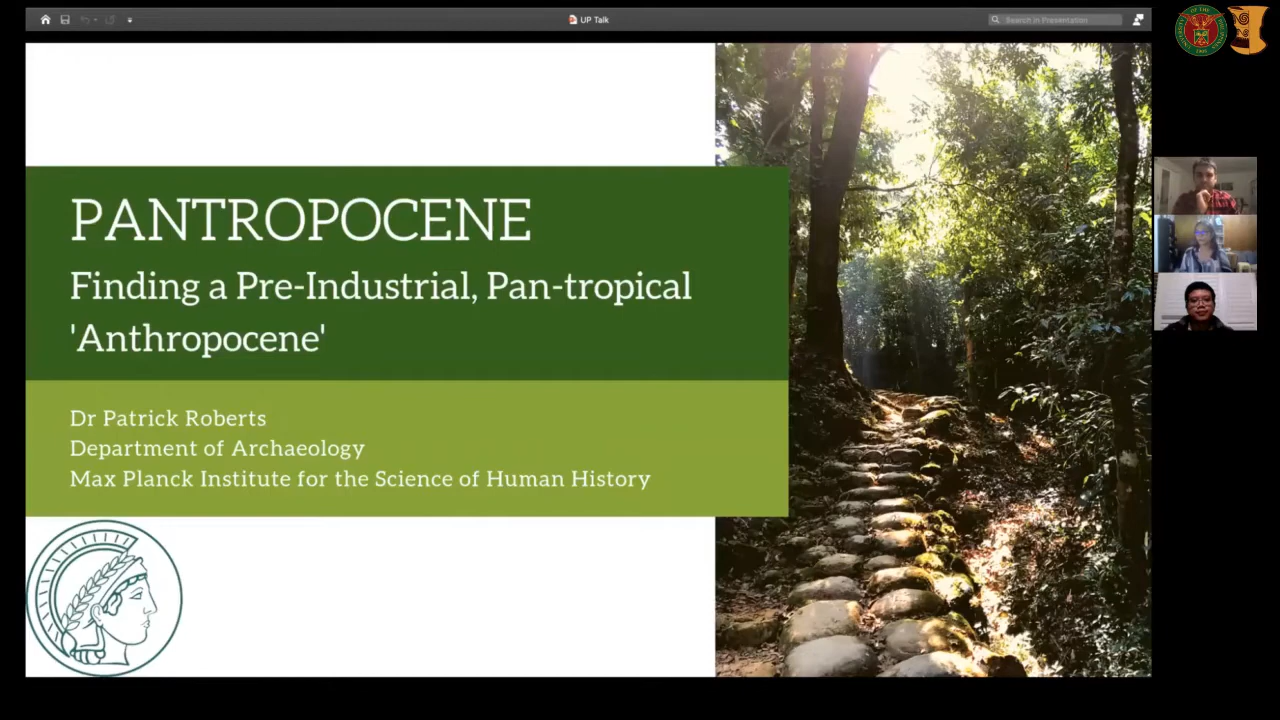 UP Talk
Search in Presentation
PANTROPOCENE
Finding a Pre-Industrial, Pan-tropical
'Anthropocene'
Dr Patrick Roberts
Department of Archaeology
Max Planck Institute for the Science of Human History